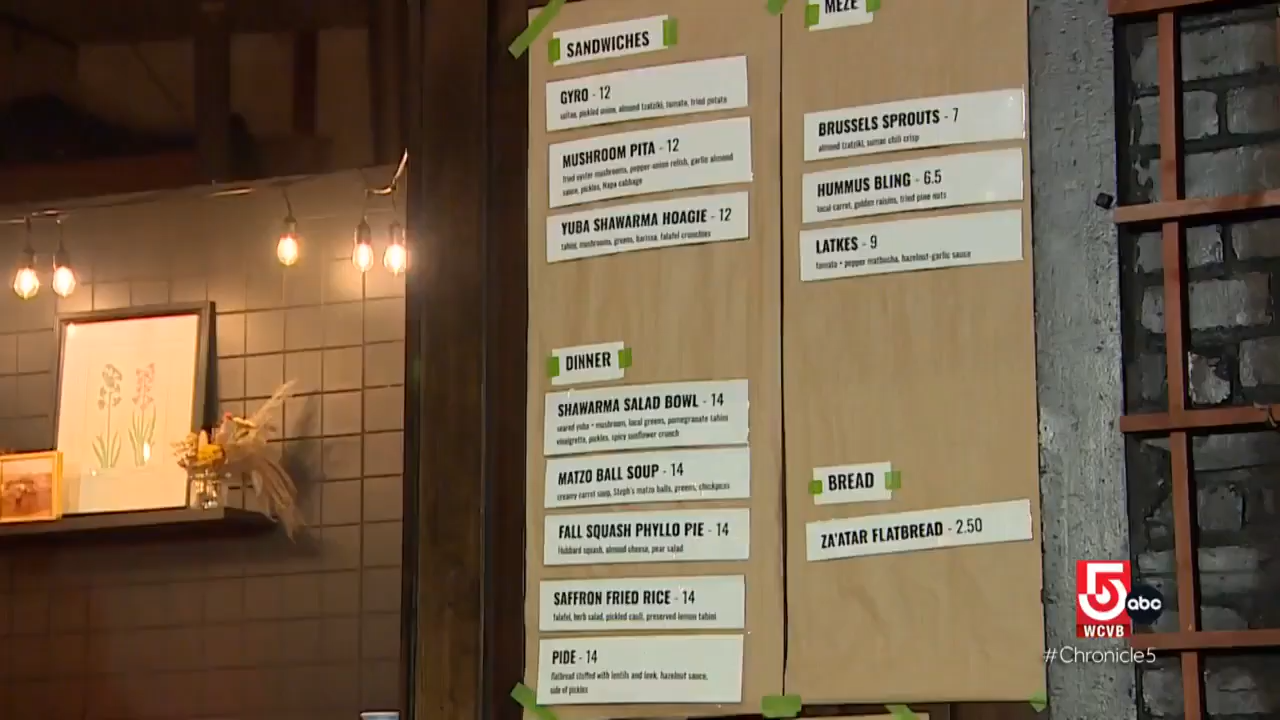 SANDWICHES
GYRO - 12
seitan, pickled onion, almond tzatziki, tomato, fried potato
MUSHROOM PITA - 12
fried oyster mushrooms, pepper-onion relish, garlic almond
sauce, pickles, Napa cabbage
YUBA SHAWARMA HOAGIE - 12
tahini, mushrooms, greens, harissa, falafel crunchies
DINNER
SHAWARMA SALAD BOWL - 14
seared yuba + mushroom, local greens, pomegranate tahini
vinaigrette, pickles, spicy sunflower crunch
MATZO BALL SOUP - 14
creamy carrot soup, Steph's matzo balls, greens, chickpeas
FALL SQUASH PHYLLO PIE - 14
Hubbard squash, almond cheese, pear salad
SAFFRON FRIED RICE - 14
falafel, herb salad, pickled cauli, preserved lemon tahini
PIDE - 14
flatbread stuffed with lentils and leek, hazelnut sauce,
side of pickles
MEZE
BRUSSELS SPROUTS - 7
almond tzatziki, sumac chili crisp
HUMMUS BLING - 6.5
local carrot, golden raisins, fried pine nuts
LATKES - 9
tomato + pepper matbucha, hazelnut-garlic sauce
BREAD
ZA'ATAR FLATBREAD - 2.50
5 abc
WCVB
#Chronicle5